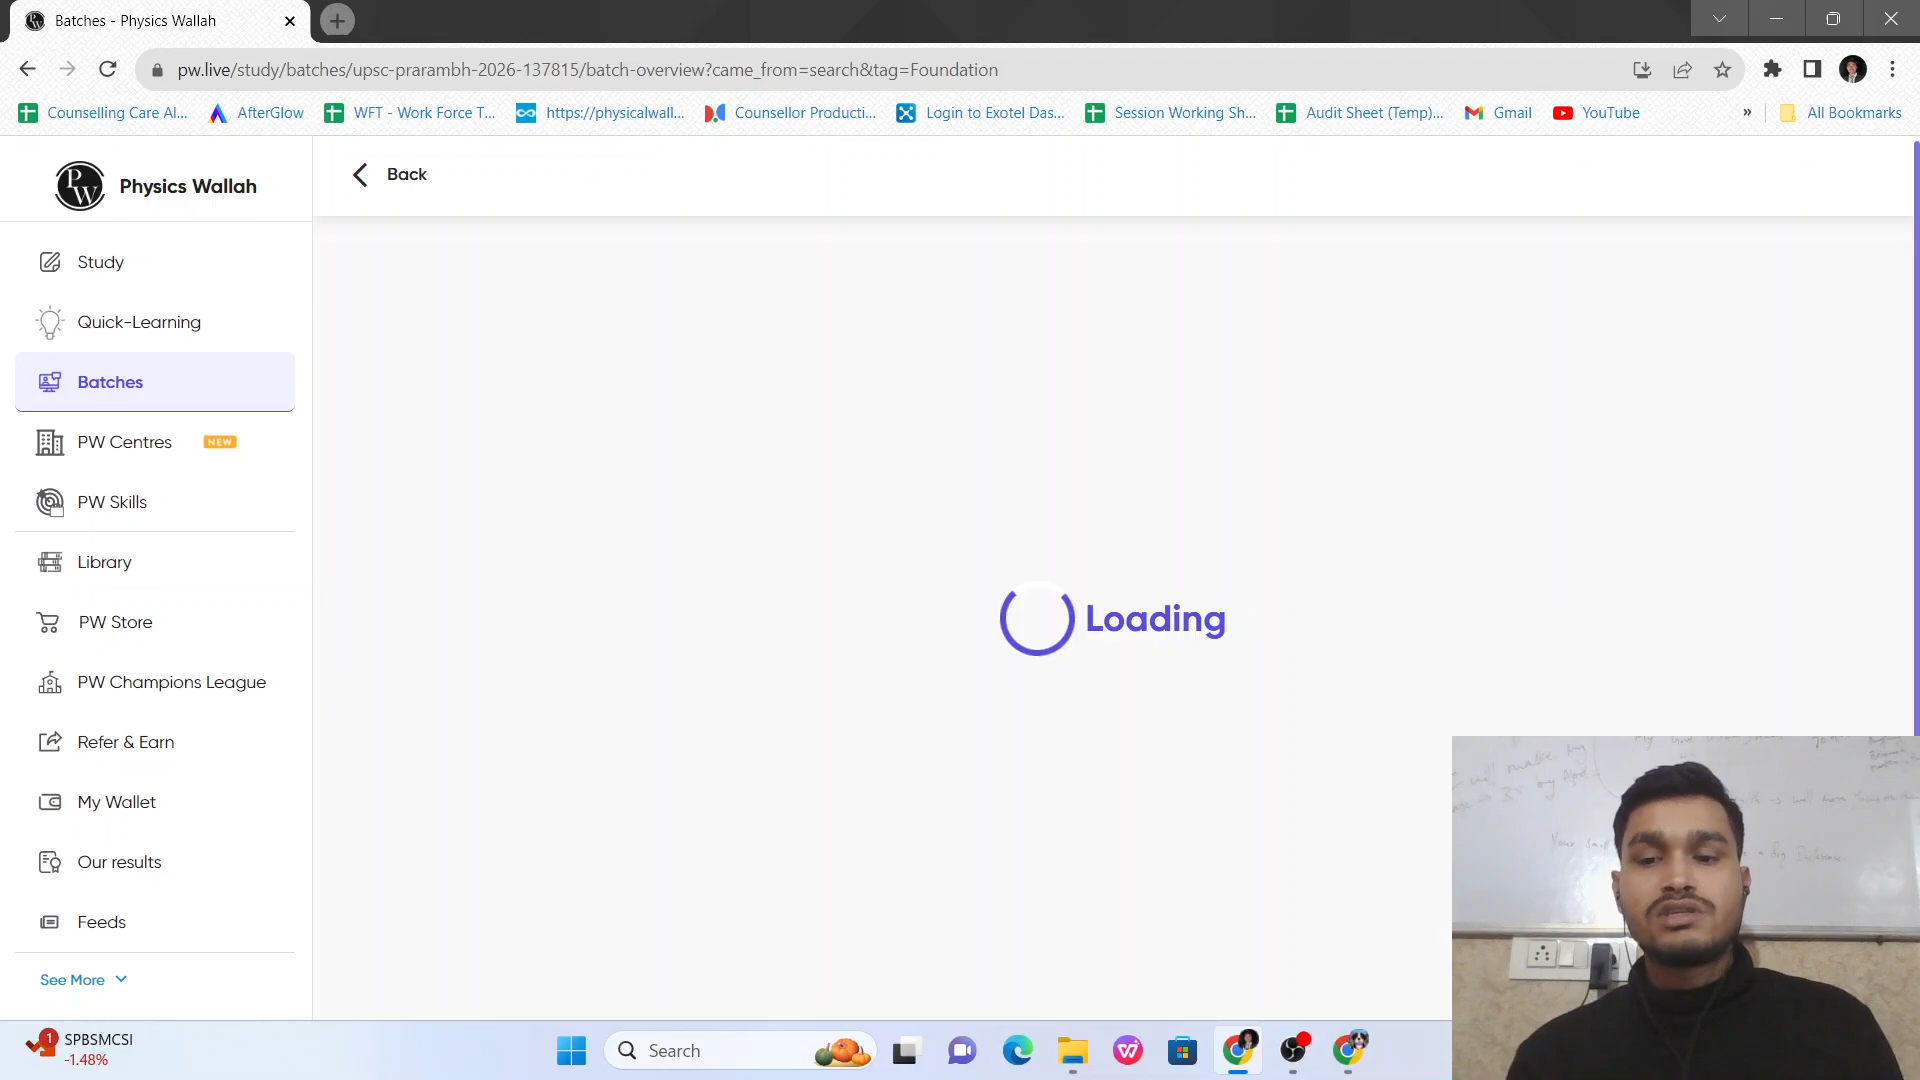 Batches - Physics Wallah
pw.live/study/batches/upsc-prarambh-2026-137815/batch-overview?came_from=search&tag=Foundation
Counselling Care Al... AfterGlow WFT - Work Force T... https://physicalwall... Counsellor Producti... Login to Exotel Das... Session Working Sh... Audit Sheet (Temp)... Gmail YouTube » All Bookmarks
PW Physics Wallah
Back
Study
Quick-Learning
Batches
PW Centres NEW
PW Skills
Library
PW Store
PW Champions League
Refer & Earn
My Wallet
Our results
Feeds
See More
Loading
1 SPBSMCSI
-1.48%
Search